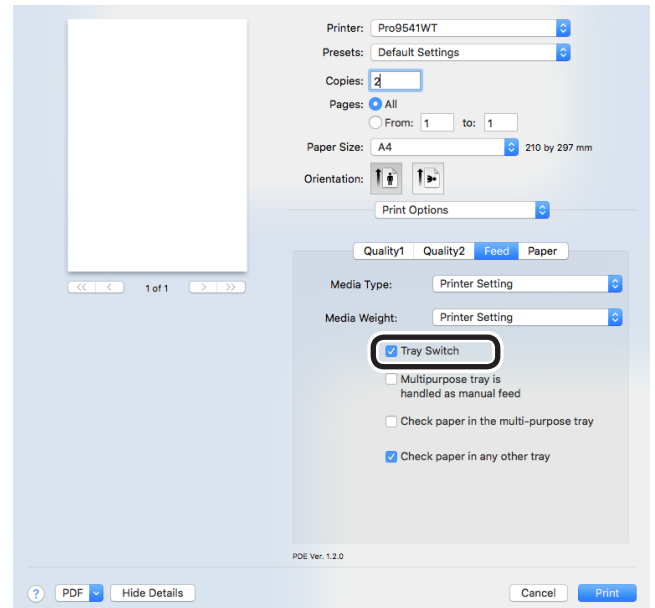 Printer: Pro9541WT
Presets: Default Settings
Copies: 2
Pages: All
From: 1 to: 1
Paper Size: A4 210 by 297 mm
Orientation:
Print Options
Quality1 Quality2 Feed Paper
<< < 1 of 1 > >>
Media Type: Printer Setting
Media Weight: Printer Setting
Tray Switch
Multipurpose tray is
handled as manual feed
Check paper in the multi-purpose tray
Check paper in any other tray
PDE Ver. 1.2.0
? PDF Hide Details Cancel Print